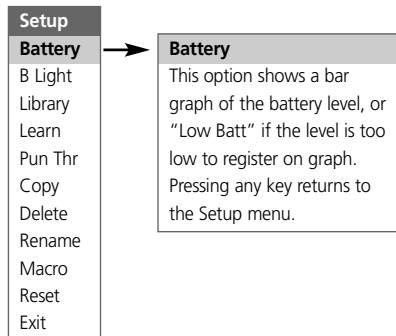 Setup
Battery
B Light
Library
Learn
Pun Thr
Copy
Delete
Rename
Macro
Reset
Exit
Battery
This option shows a bar
graph of the battery level, or
“Low Batt” if the level is too
low to register on graph.
Pressing any key returns to
the Setup menu.